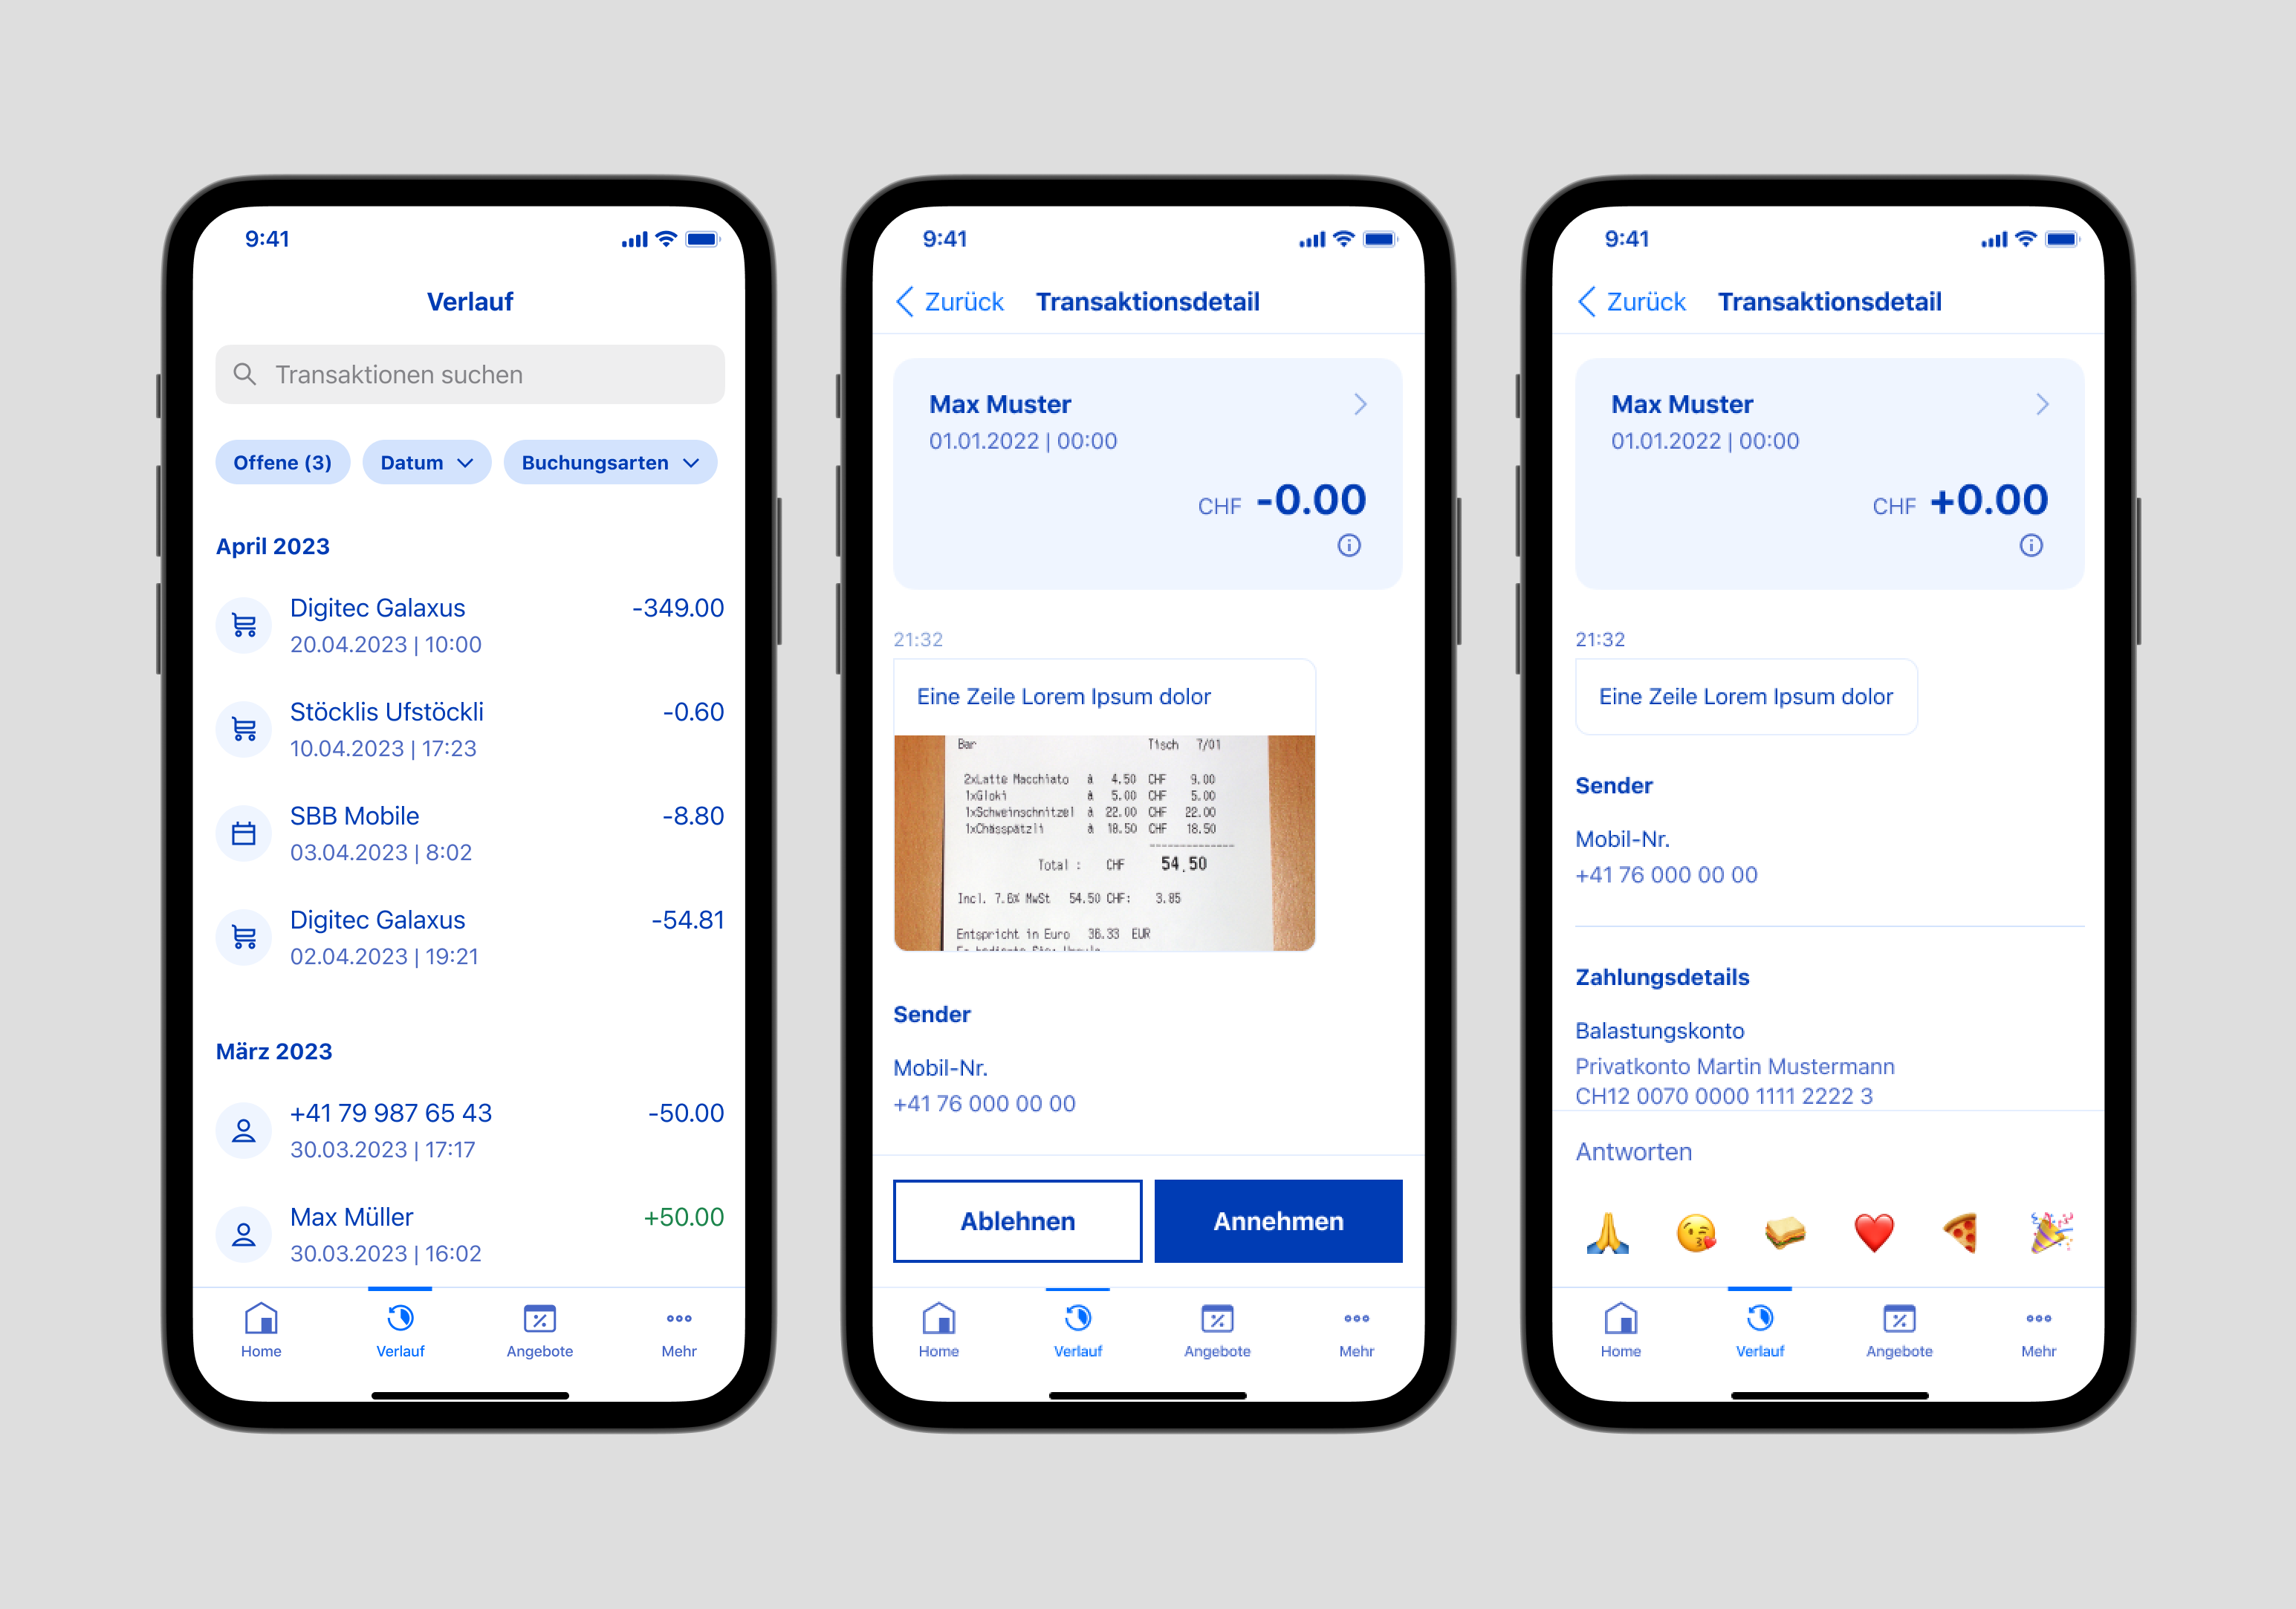 9:41
Verlauf
Transaktionen suchen
Offene (3) Datum Buchungsarten
April 2023
Digitec Galaxus -349.00
20.04.2023 | 10:00
Stöcklis Ufstöckli -0.60
10.04.2023 | 17:23
SBB Mobile -8.80
03.04.2023 | 8:02
Digitec Galaxus -54.81
02.04.2023 | 19:21
März 2023
+41 79 987 65 43 -50.00
30.03.2023 | 17:17
Max Müller +50.00
30.03.2023 | 16:02
Home Verlauf Angebote Mehr
9:41
Zurück Transaktionsdetail
Max Muster
01.01.2022 | 00:00
CHF -0.00
21:32
Eine Zeile Lorem Ipsum dolor
Bar Tisch 7/01
2xLatte Macchiato à 4.50 CHF 9.00
1xGloki à 5.00 CHF 5.00
1xSchweinschnitzel à 22.00 CHF 22.00
1xChässpätzli à 18.50 CHF 18.50
Total : CHF 54.50
Incl. 7.6% MwSt 54.50 CHF: 3.85
Entspricht in Euro 36.33 EUR
Sender
Mobil-Nr.
+41 76 000 00 00
Ablehnen Annehmen
Home Verlauf Angebote Mehr
9:41
Zurück Transaktionsdetail
Max Muster
01.01.2022 | 00:00
CHF +0.00
21:32
Eine Zeile Lorem Ipsum dolor
Sender
Mobil-Nr.
+41 76 000 00 00
Zahlungsdetails
Balastungskonto
Privatkonto Martin Mustermann
CH12 0070 0000 1111 2222 3
Antworten
Home Verlauf Angebote Mehr